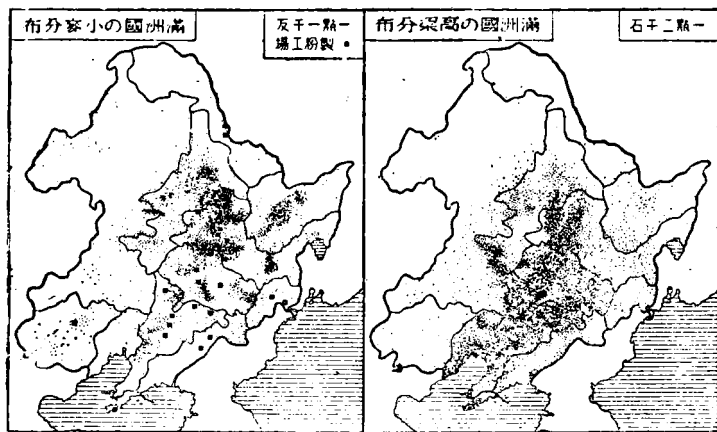 滿洲國の小麥分布
一點一千反
■ 製粉工場
滿洲國の高粱分布
一點二千石